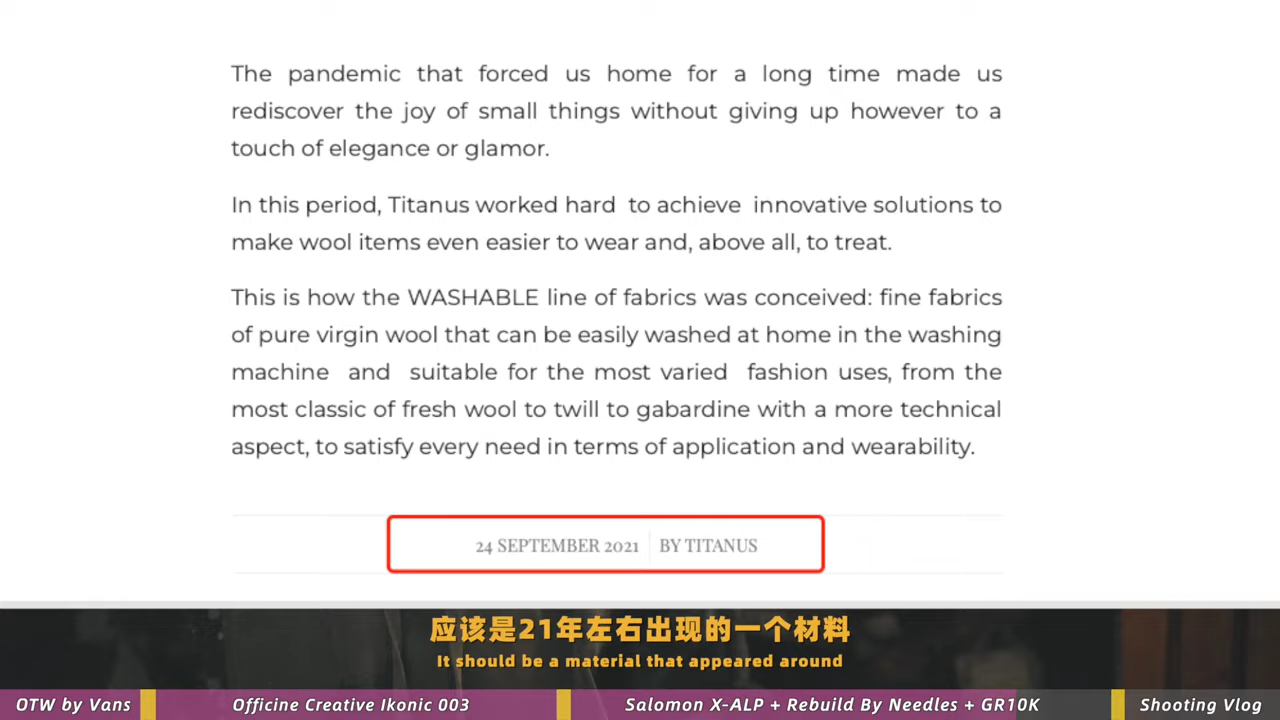 The pandemic that forced us home for a long time made us
rediscover the joy of small things without giving up however to a
touch of elegance or glamor.
In this period, Titanus worked hard to achieve innovative solutions to
make wool items even easier to wear and, above all, to treat.
This is how the WASHABLE line of fabrics was conceived: fine fabrics
of pure virgin wool that can be easily washed at home in the washing
machine and suitable for the most varied fashion uses, from the
most classic of fresh wool to twill to gabardine with a more technical
aspect, to satisfy every need in terms of application and wearability.
24 SEPTEMBER 2021 BY TITANUS
应该是21年左右出现的一个材料
It should be a material that appeared around
OTW by Vans Officine Creative Ikonic 003 Salomon X-ALP + Rebuild By Needles + GR10K Shooting Vlog